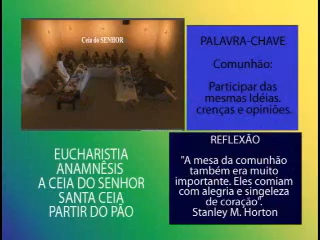 Ceia do SENHOR
PALAVRA-CHAVE
Comunhão:
Participar das
mesmas Idéias,
crenças e opiniões.
EUCHARISTIA
ANAMNÊSIS
A CEIA DO SENHOR
SANTA CEIA
PARTIR DO PÃO
REFLEXÃO
"A mesa da comunhão
também era muito
importante. Eles comiam
com alegria e singeleza
de coração".
Stanley M. Horton